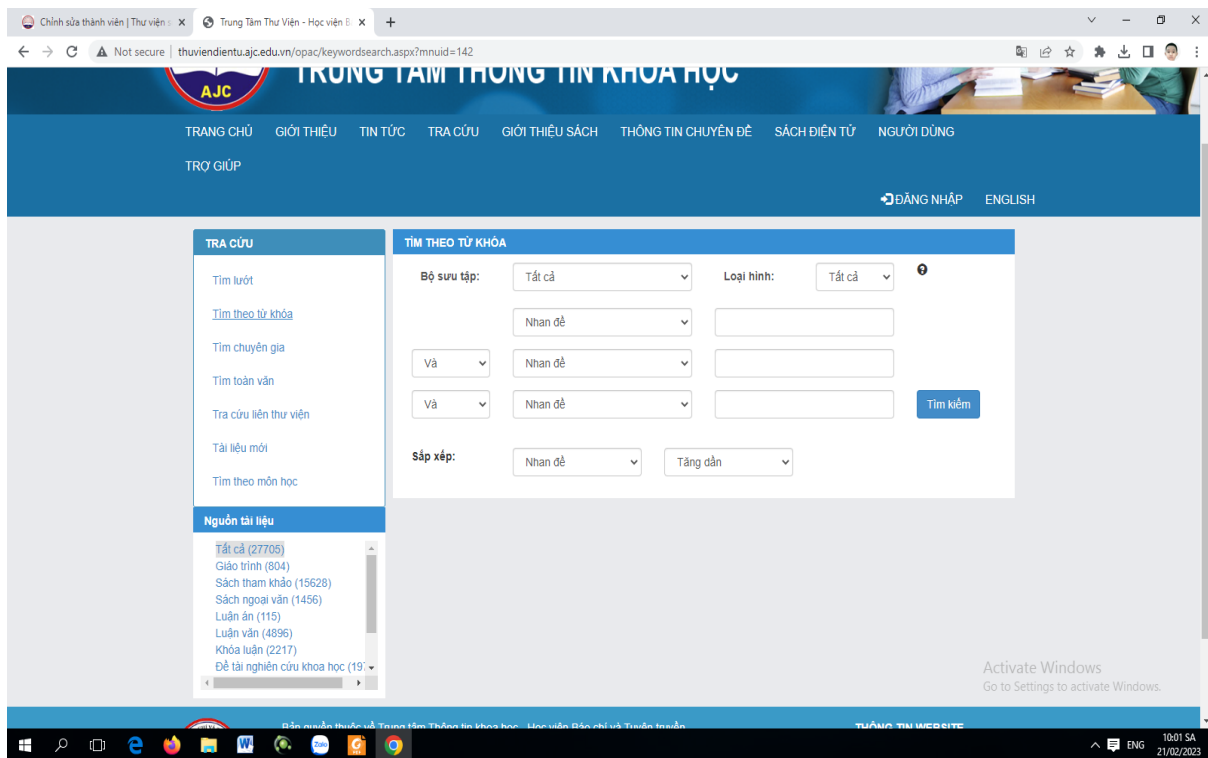 Chỉnh sửa thành viên | Thư viện s
Trung Tâm Thư Viện - Học viện B
Not secure | thuviendientu.ajc.edu.vn/opac/keywordsearch.aspx?mnuid=142
AJC
TRUNG TÂM THÔNG TIN KHOA HỌC
TRANG CHỦ GIỚI THIỆU TIN TỨC TRA CỨU GIỚI THIỆU SÁCH THÔNG TIN CHUYÊN ĐỀ SÁCH ĐIỆN TỬ NGƯỜI DÙNG
TRỢ GIÚP
ĐĂNG NHẬP ENGLISH
TRA CỨU
Tìm lướt
Tìm theo từ khóa
Tìm chuyên gia
Tìm toàn văn
Tra cứu liên thư viện
Tài liệu mới
Tìm theo môn học
Nguồn tài liệu
Tất cả (27705)
Giáo trình (804)
Sách tham khảo (15628)
Sách ngoại văn (1456)
Luận án (115)
Luận văn (4896)
Khóa luận (2217)
Đề tài nghiên cứu khoa học (19
TÌM THEO TỪ KHÓA
Bộ sưu tập: Tất cả Loại hình: Tất cả
Nhan đề
Và Nhan đề
Và Nhan đề Tìm kiếm
Sắp xếp: Nhan đề Tăng dần
Activate Windows
Go to Settings to activate Windows.
Bản quyền thuộc về Trung tâm Thông tin khoa học - Học viện Báo chí và Tuyên truyền
THÔNG TIN WEBSITE
Zalo
ENG
10:01 SA
21/02/2023